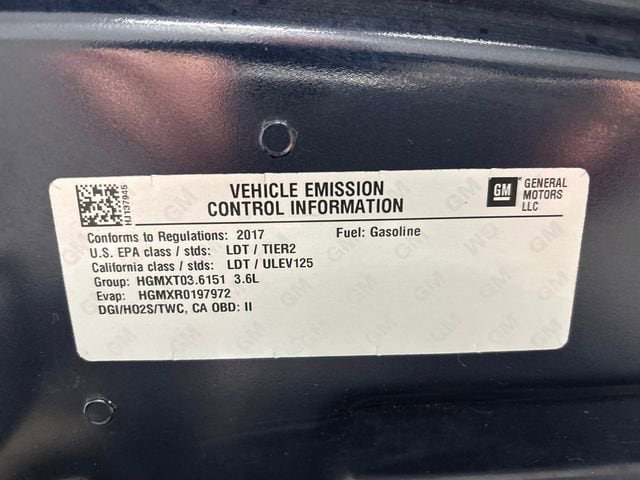 VEHICLE EMISSION
CONTROL INFORMATION
GM GENERAL
MOTORS
LLC
HJ137945
Conforms to Regulations: 2017 Fuel: Gasoline
U.S. EPA class / stds: LDT / TIER2
California class / stds: LDT / ULEV125
Group: HGMXT03.6151 3.6L
Evap: HGMXR0197972
DGI/HO2S/TWC, CA OBD: II